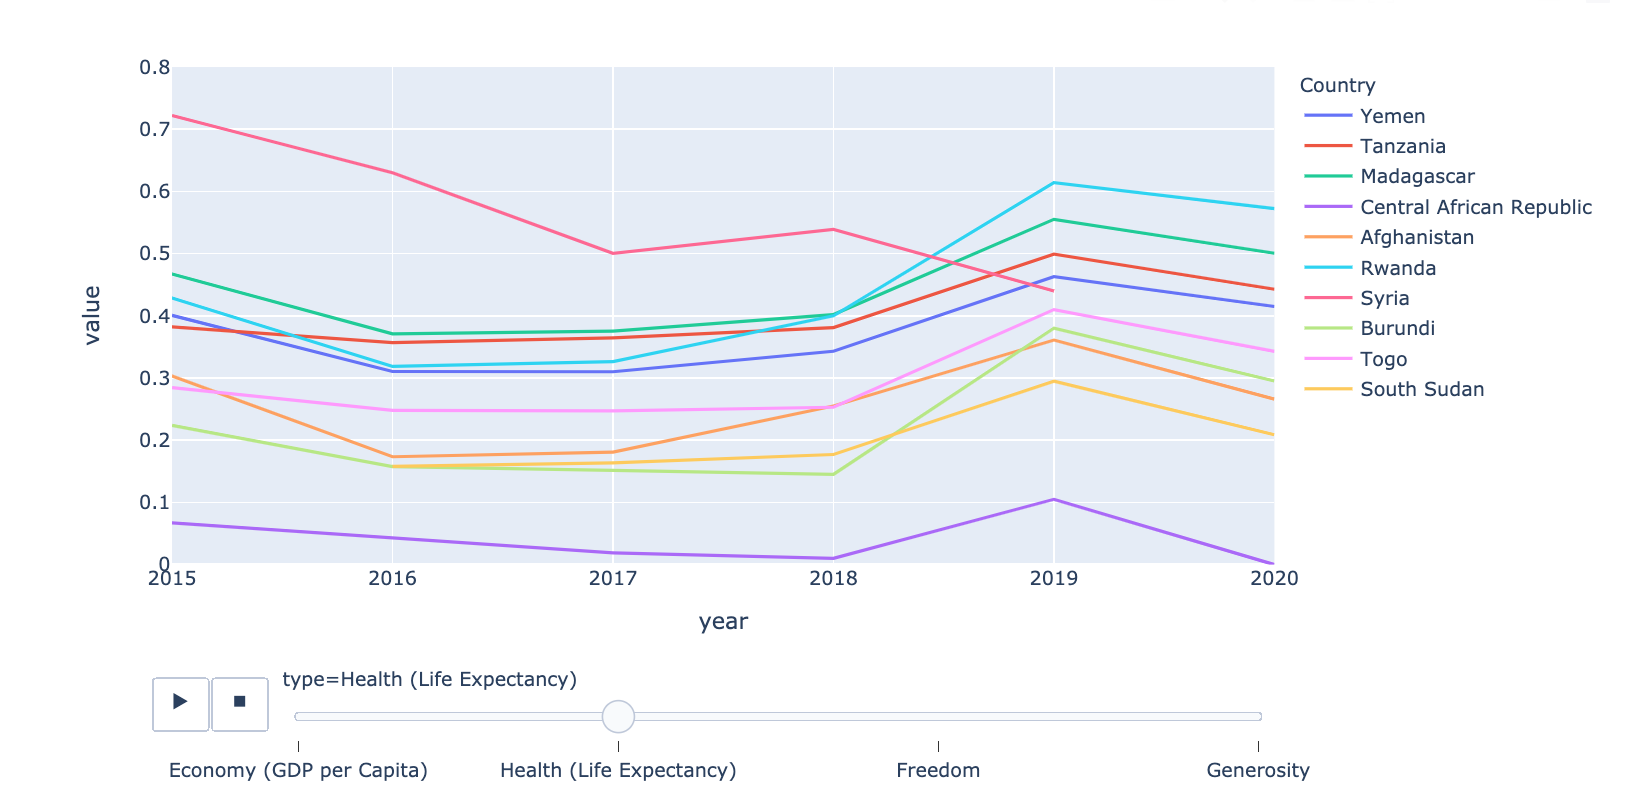 0.8
0.7
0.6
0.5
0.4
0.3
0.2
0.1
0
value
2015 2016 2017 2018 2019 2020
year
Country
Yemen
Tanzania
Madagascar
Central African Republic
Afghanistan
Rwanda
Syria
Burundi
Togo
South Sudan
type=Health (Life Expectancy)
Economy (GDP per Capita) Health (Life Expectancy) Freedom Generosity